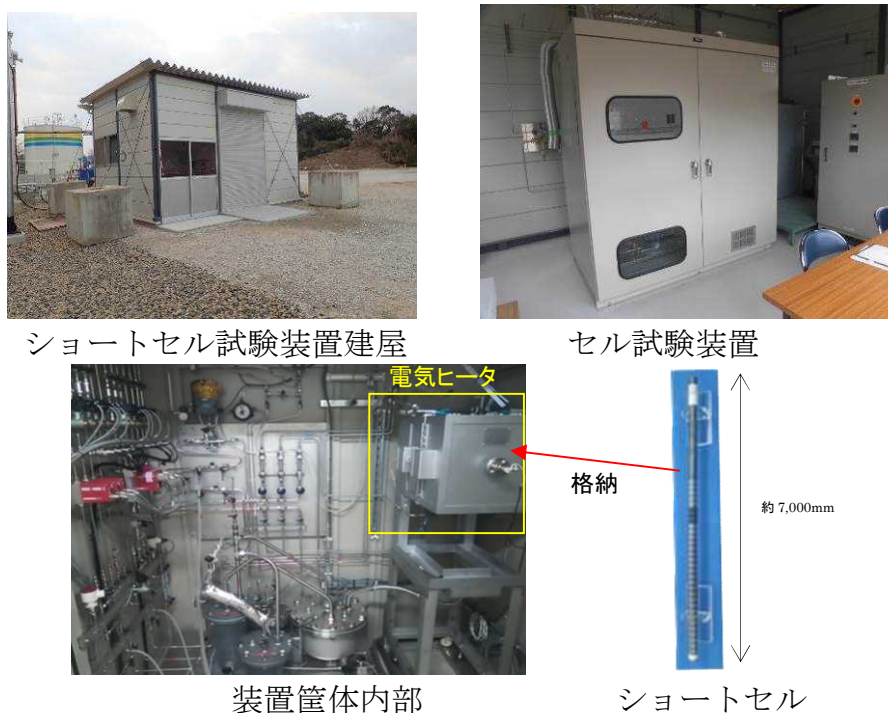 ショートセル試験装置建屋
セル試験装置
電気ヒータ
格納
約 7,000mm
装置筐体内部
ショートセル